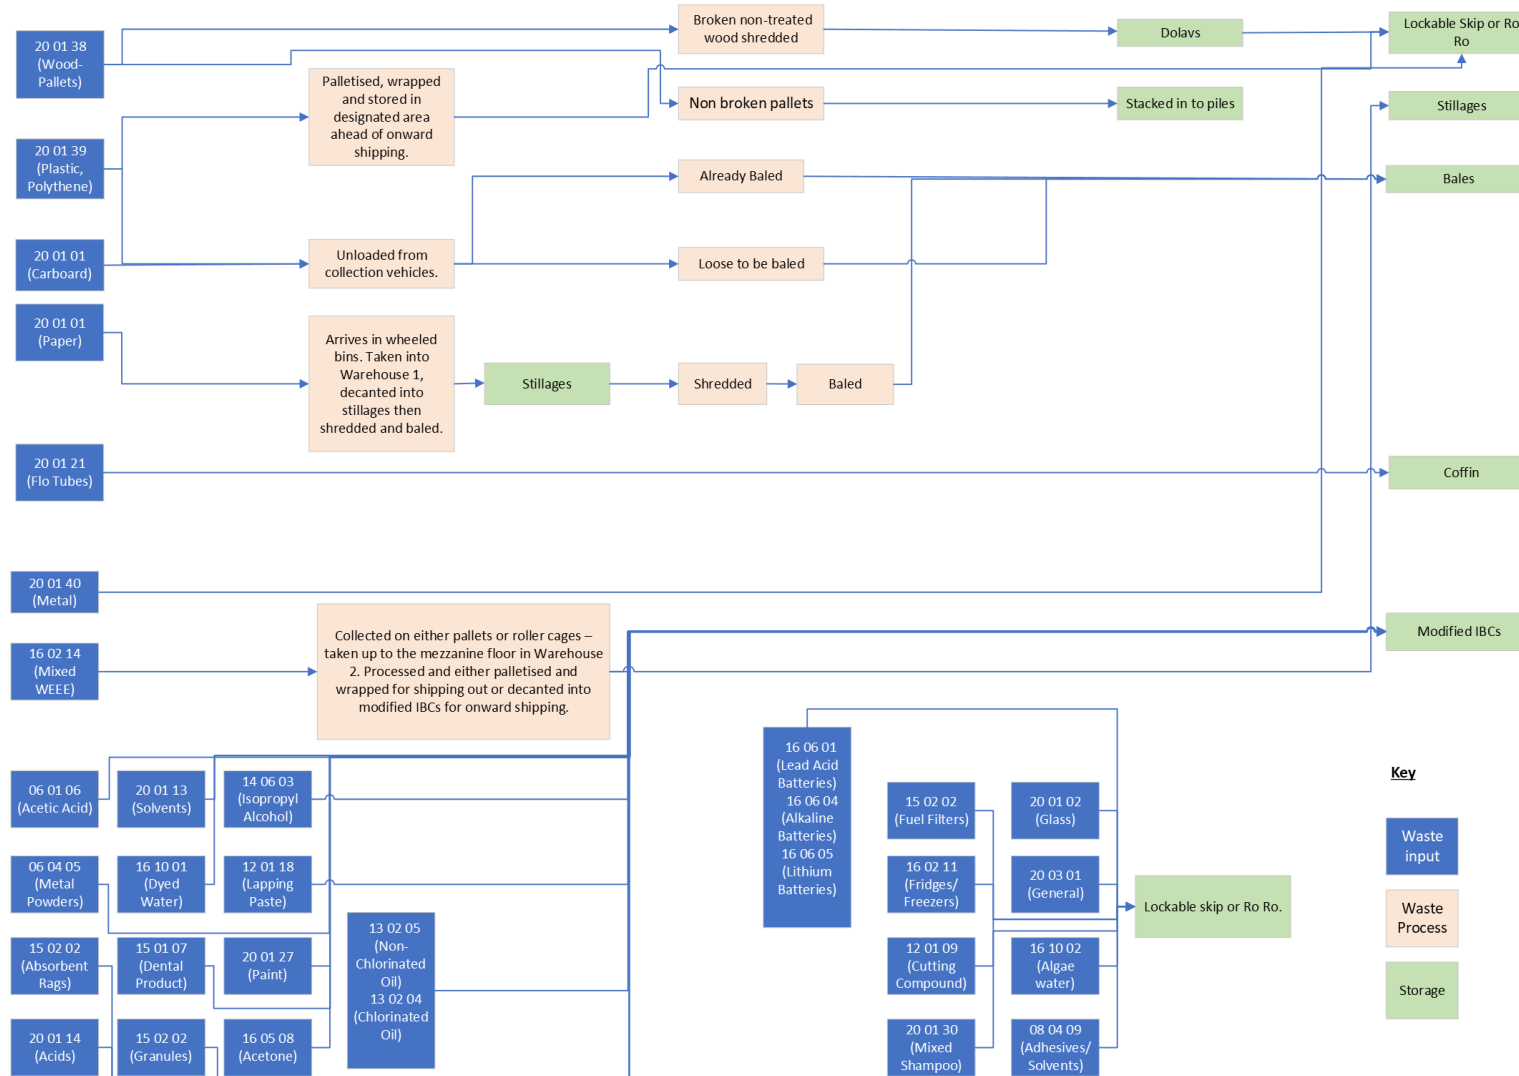 20 01 38
(Wood-
Pallets)
Broken non-treated
wood shredded
Dolavs
Lockable Skip or Ro
Ro
Palletised, wrapped
and stored in
designated area
ahead of onward
shipping.
Non broken pallets
Stacked in to piles
Stillages
20 01 39
(Plastic,
Polythene)
Already Baled
Bales
20 01 01
(Carboard)
Unloaded from
collection vehicles.
Loose to be baled
20 01 01
(Paper)
Arrives in wheeled
bins. Taken into
Warehouse 1,
decanted into
stillages then
shredded and baled.
Stillages
Shredded
Baled
20 01 21
(Flo Tubes)
Coffin
20 01 40
(Metal)
16 02 14
(Mixed
WEEE)
Collected on either pallets or roller cages –
taken up to the mezzanine floor in Warehouse
2. Processed and either palletised and
wrapped for shipping out or decanted into
modified IBCs for onward shipping.
Modified IBCs
06 01 06
(Acetic Acid)
20 01 13
(Solvents)
14 06 03
(Isopropyl
Alcohol)
06 04 05
(Metal
Powders)
16 10 01
(Dyed
Water)
12 01 18
(Lapping
Paste)
15 02 02
(Absorbent
Rags)
15 01 07
(Dental
Product)
20 01 27
(Paint)
20 01 14
(Acids)
15 02 02
(Granules)
16 05 08
(Acetone)
13 02 05
(Non-
Chlorinated
Oil)
13 02 04
(Chlorinated
Oil)
16 06 01
(Lead Acid
Batteries)
16 06 04
(Alkaline
Batteries)
16 06 05
(Lithium
Batteries)
15 02 02
(Fuel Filters)
20 01 02
(Glass)
16 02 11
(Fridges/
Freezers)
20 03 01
(General)
12 01 09
(Cutting
Compound)
16 10 02
(Algae
water)
20 01 30
(Mixed
Shampoo)
08 04 09
(Adhesives/
Solvents)
Lockable skip or Ro Ro.
Key
Waste
input
Waste
Process
Storage